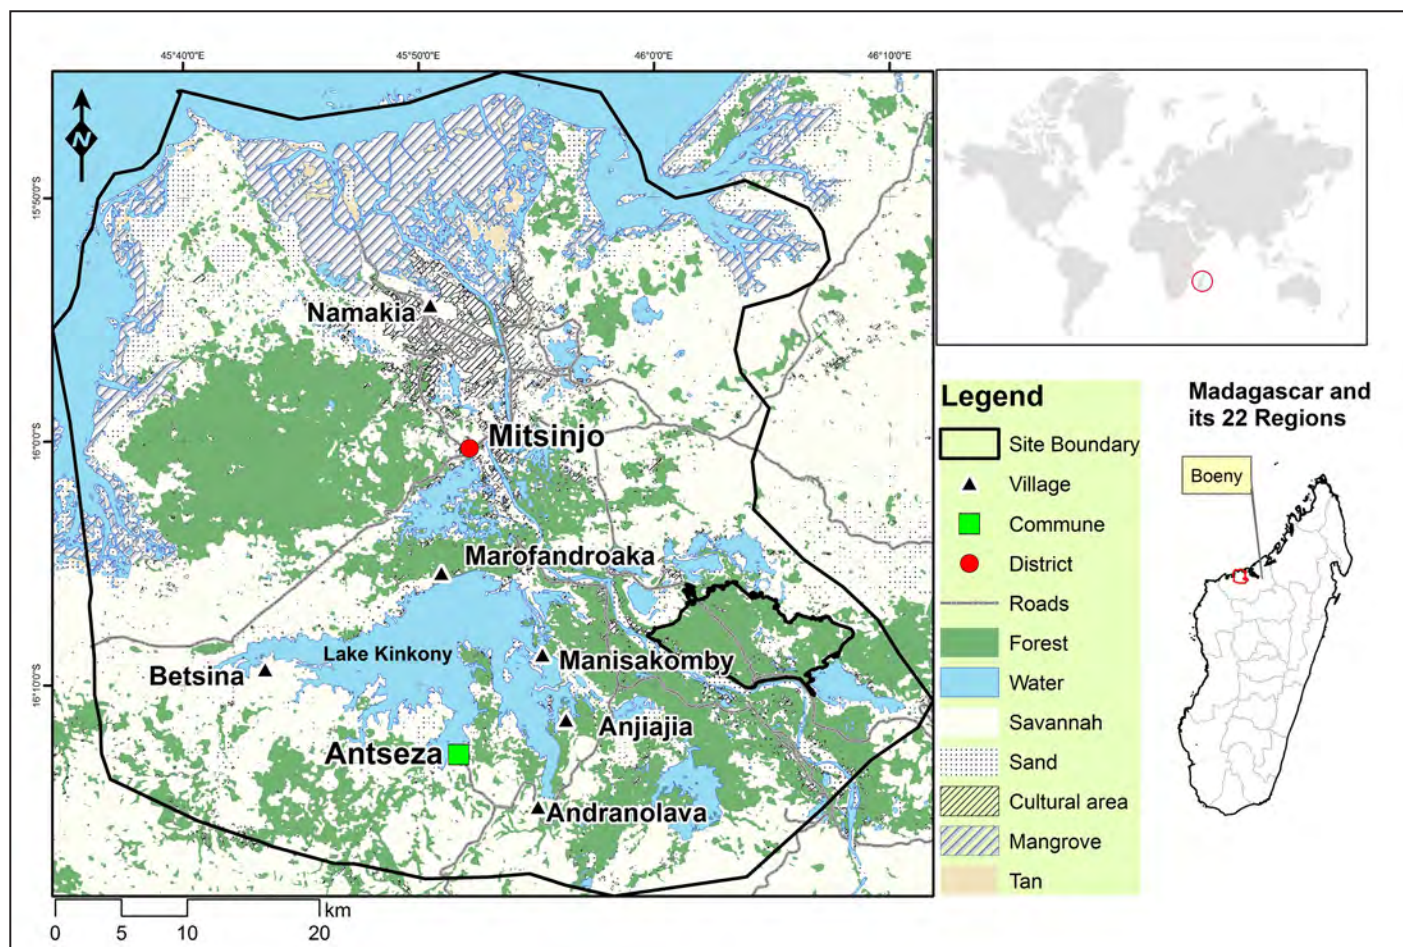 45°40'0"E
45°50'0"E
46°0'0"E
46°10'0"E
15°50'0"S
16°0'0"S
16°10'0"S
N
Namakia
Mitsinjo
Marofandroaka
Lake Kinkony
Betsina
Manisakomby
Anjiajia
Antseza
Andranolava
km
0 5 10 20
Legend
Site Boundary
Village
Commune
District
Roads
Forest
Water
Savannah
Sand
Cultural area
Mangrove
Tan
Madagascar and
its 22 Regions
Boeny